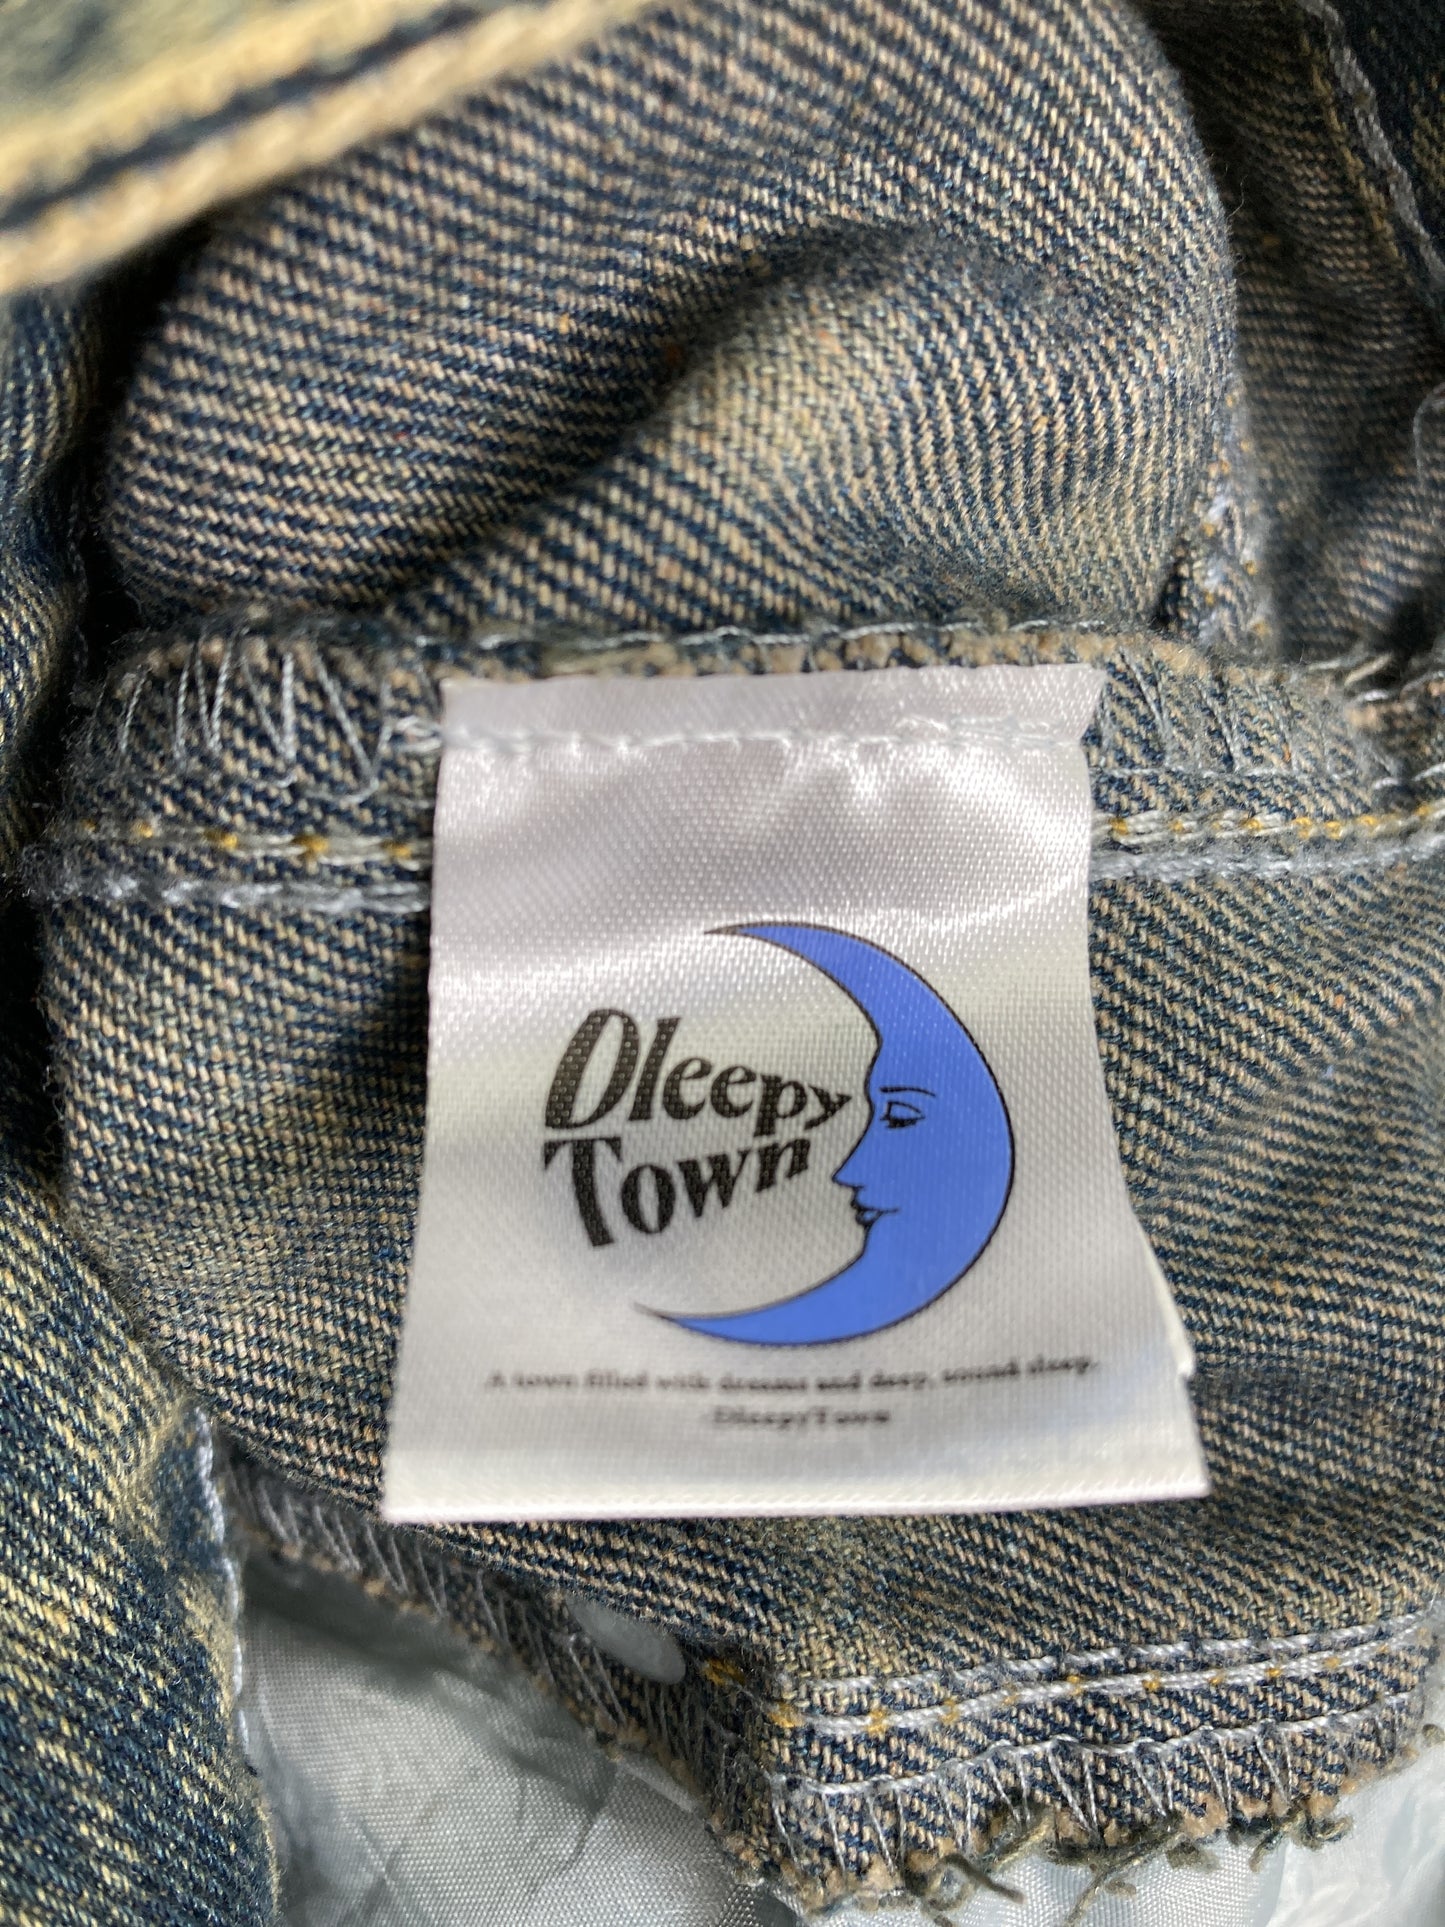 Dleepy
Town
A town filled with dreams and deep, sound sleep.
-DleepyTown